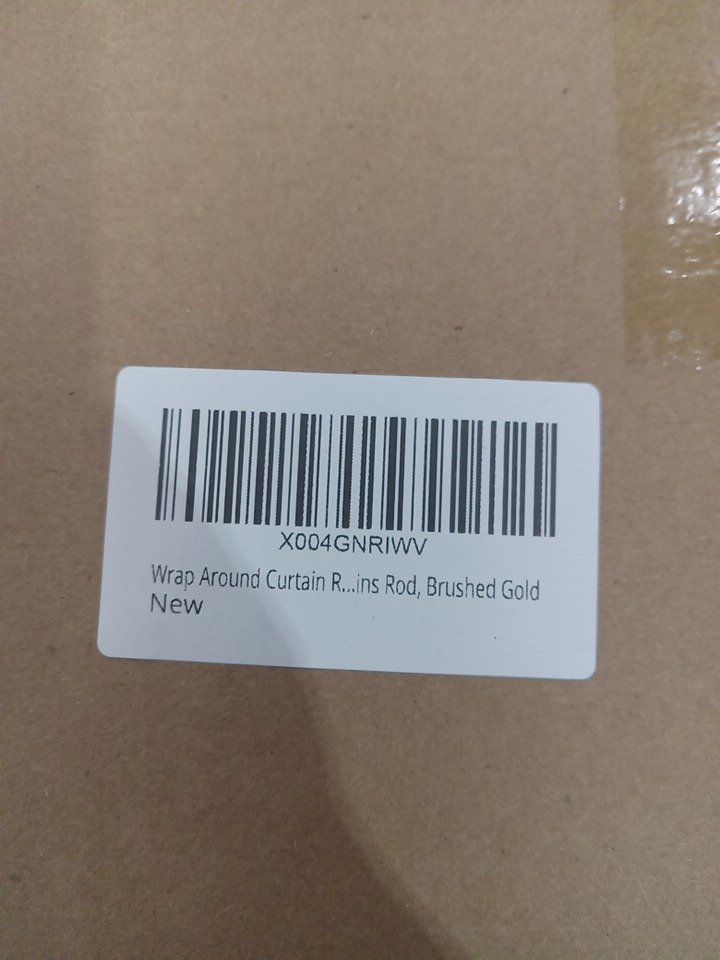 X004GNRIWV
Wrap Around Curtain R...ins Rod, Brushed Gold
New